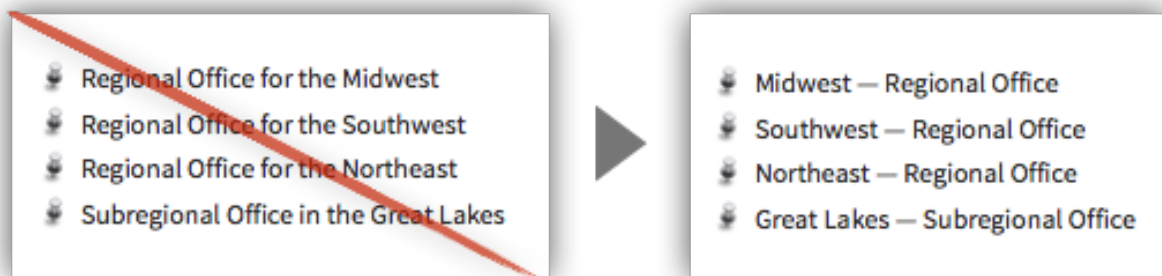 Regional Office for the Midwest
Regional Office for the Southwest
Regional Office for the Northeast
Subregional Office in the Great Lakes
Midwest — Regional Office
Southwest — Regional Office
Northeast — Regional Office
Great Lakes — Subregional Office